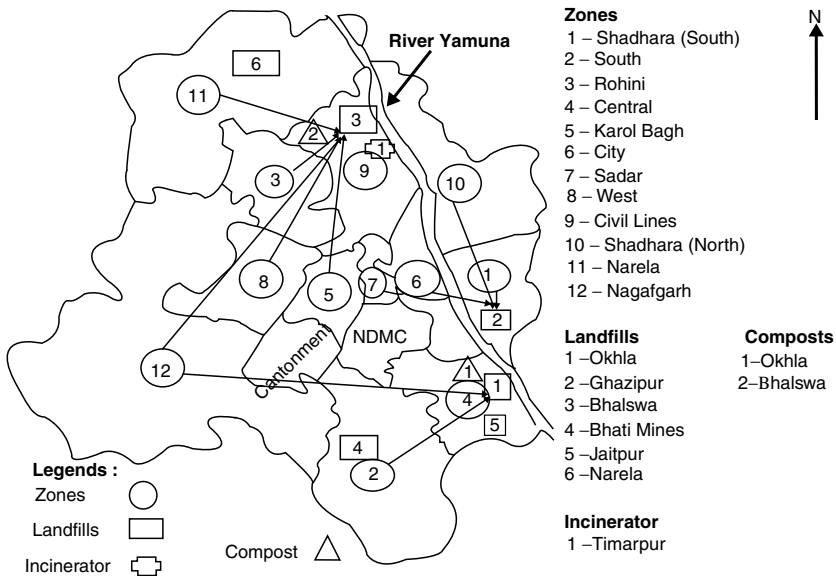 River Yamuna
N
6
11
3
2
1
9
3
10
8
5
7
6
1
2
NDMC
Cantonment
12
1
1
4
5
4
2
Legends :
Zones
Landfills
Incinerator
Compost
Zones
1 – Shadhara (South)
2 – South
3 – Rohini
4 – Central
5 – Karol Bagh
6 – City
7 – Sadar
8 – West
9 – Civil Lines
10 – Shadhara (North)
11 – Narela
12 – Nagafgarh
Landfills
1 –Okhla
2 –Ghazipur
3 –Bhalswa
4 –Bhati Mines
5 –Jaitpur
6 –Narela
Composts
1–Okhla
2–Bhalswa
Incinerator
1 –Timarpur